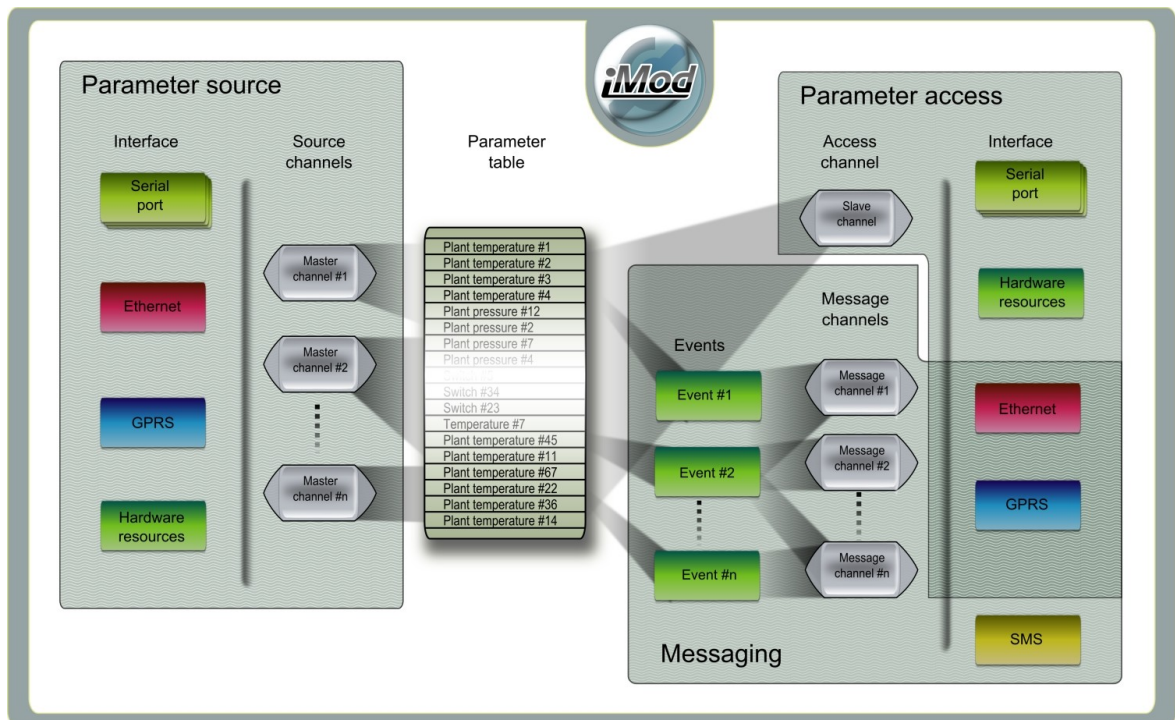 iMod
Parameter source
Interface
Source
channels
Serial
port
Ethernet
GPRS
Hardware
resources
Master
channel #1
Master
channel #2
Master
channel #n
Parameter
table
Plant temperature #1
Plant temperature #2
Plant temperature #3
Plant temperature #4
Plant pressure #12
Plant pressure #2
Plant pressure #7
Plant pressure #4
Switch #34
Switch #23
Temperature #7
Plant temperature #45
Plant temperature #11
Plant temperature #67
Plant temperature #22
Plant temperature #36
Plant temperature #14
Parameter access
Access
channel
Interface
Slave
channel
Serial
port
Hardware
resources
Message
channels
Events
Event #1
Event #2
Event #n
Message
channel #1
Message
channel #2
Message
channel #n
Ethernet
GPRS
SMS
Messaging